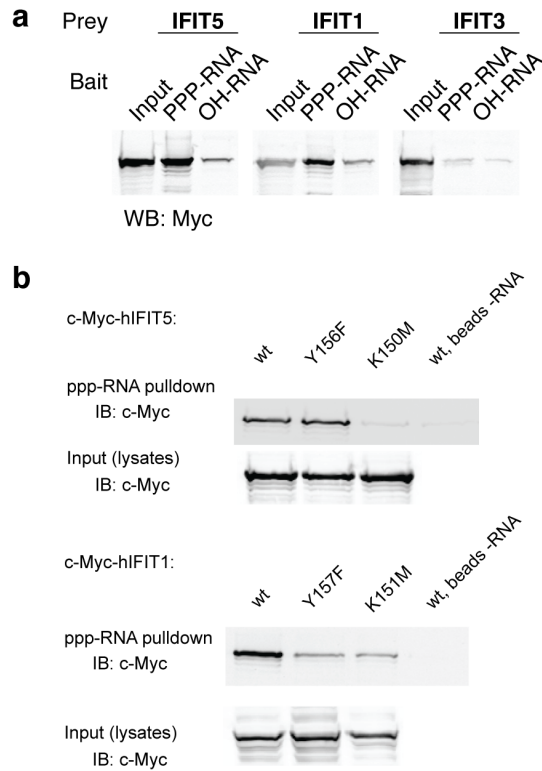 a
Prey IFIT5 IFIT1 IFIT3
Bait Input PPP-RNA OH-RNA Input PPP-RNA OH-RNA Input PPP-RNA OH-RNA
WB: Myc
b
c-Myc-hIFIT5: wt Y156F K150M wt, beads -RNA
ppp-RNA pulldown
IB: c-Myc
Input (lysates)
IB: c-Myc
c-Myc-hIFIT1: wt Y157F K151M wt, beads -RNA
ppp-RNA pulldown
IB: c-Myc
Input (lysates)
IB: c-Myc